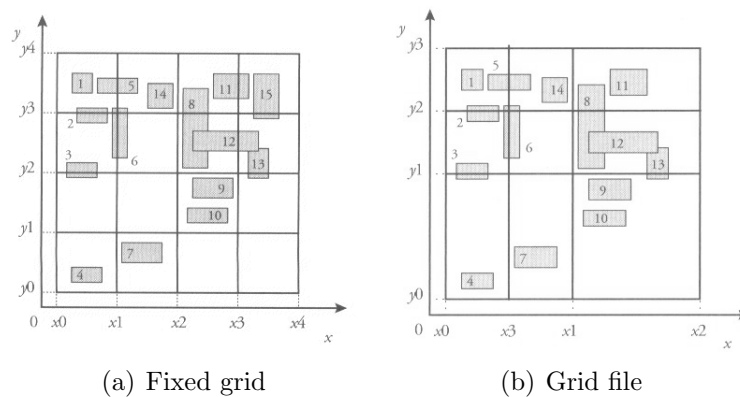 y
y4
y3
y2
y1
y0
0
x0
x1
x2
x3
x4
x
1
5
14
2
3
6
8
11
15
12
13
9
10
7
4
y
y3
y2
y1
y0
0
x0
x3
x1
x2
x
5
1
14
2
3
6
8
11
12
13
9
10
7
4
(a) Fixed grid
(b) Grid file